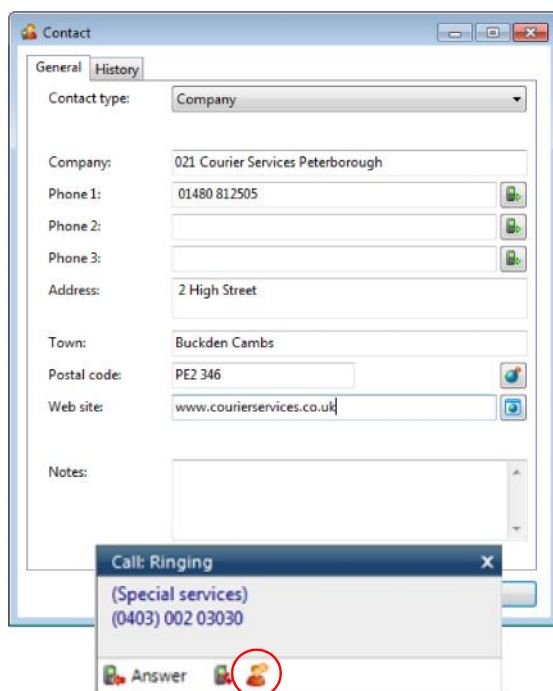 Contact
General History
Contact type: Company
Company: 021 Courier Services Peterborough
Phone 1: 01480 812505
Phone 2:
Phone 3:
Address: 2 High Street
Town: Buckden Cambs
Postal code: PE2 346
Web site: www.courierservices.co.uk
Notes:
Call: Ringing
(Special services)
(0403) 002 03030
Answer